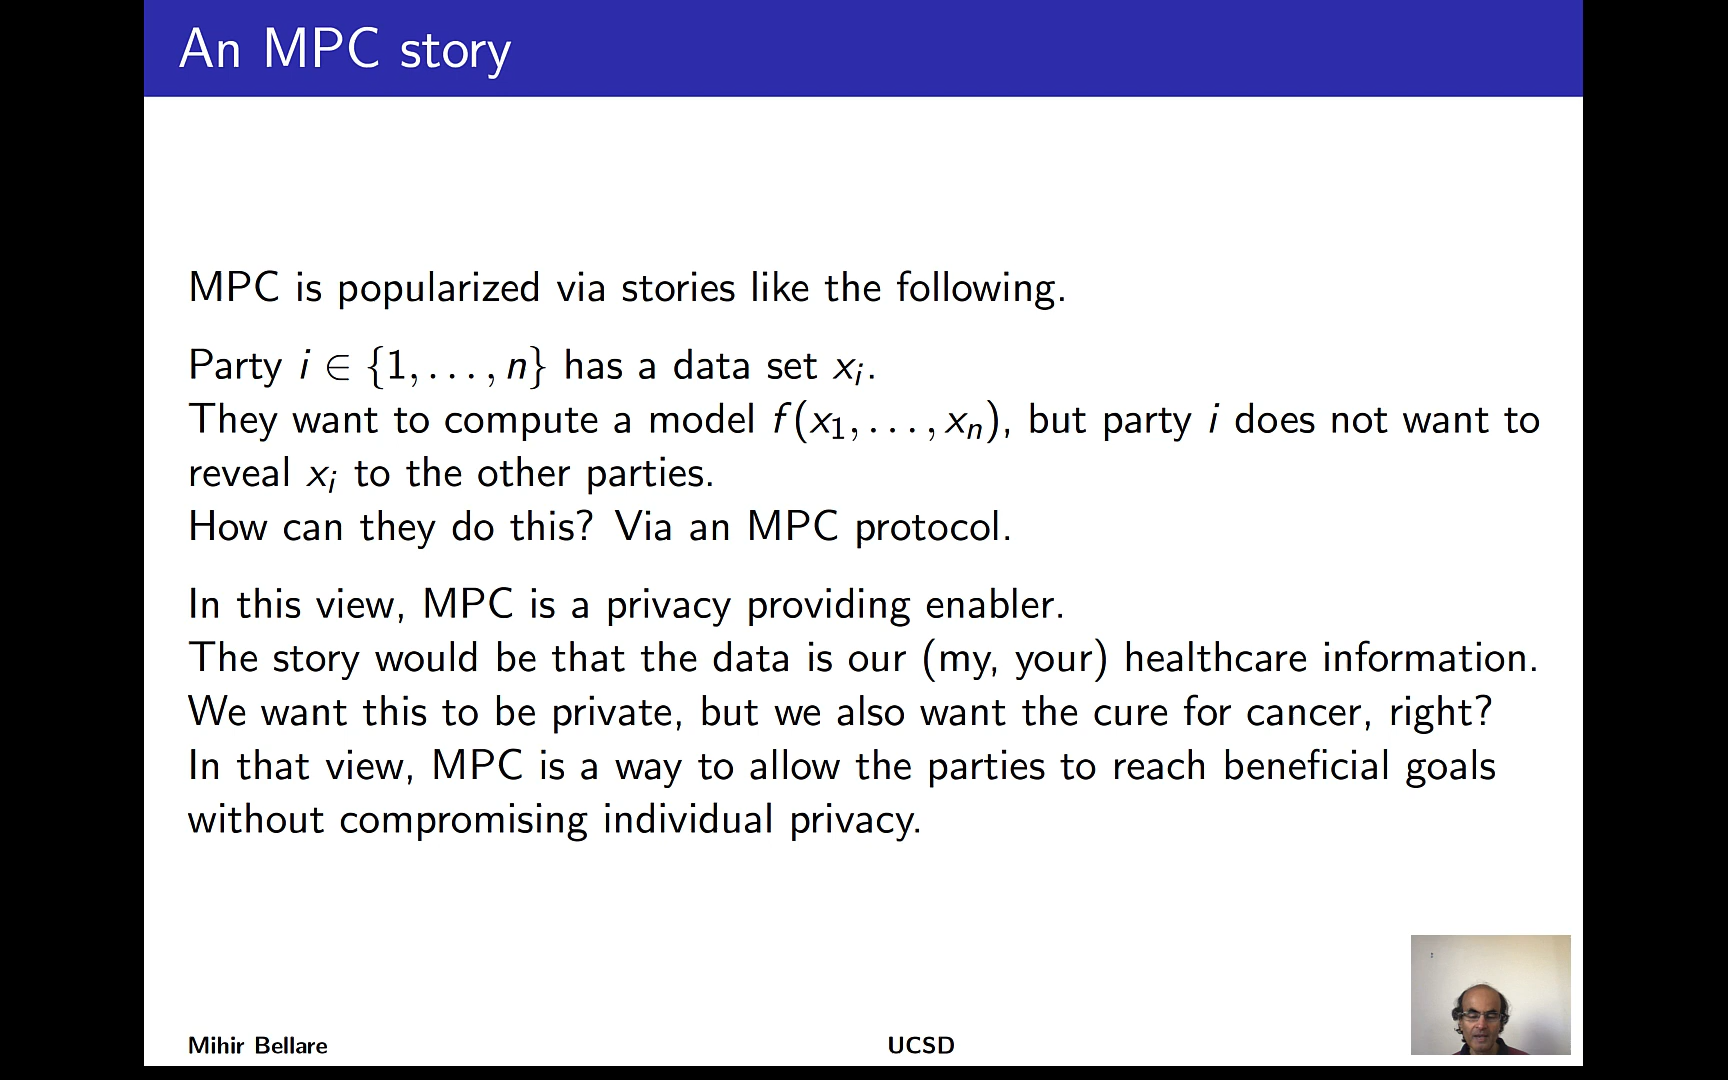 An MPC story
MPC is popularized via stories like the following.
Party i ∈ {1, . . . , n} has a data set xᵢ.
They want to compute a model f(x₁, . . . , xₙ), but party i does not want to
reveal xᵢ to the other parties.
How can they do this? Via an MPC protocol.
In this view, MPC is a privacy providing enabler.
The story would be that the data is our (my, your) healthcare information.
We want this to be private, but we also want the cure for cancer, right?
In that view, MPC is a way to allow the parties to reach beneficial goals
without compromising individual privacy.
Mihir Bellare
UCSD